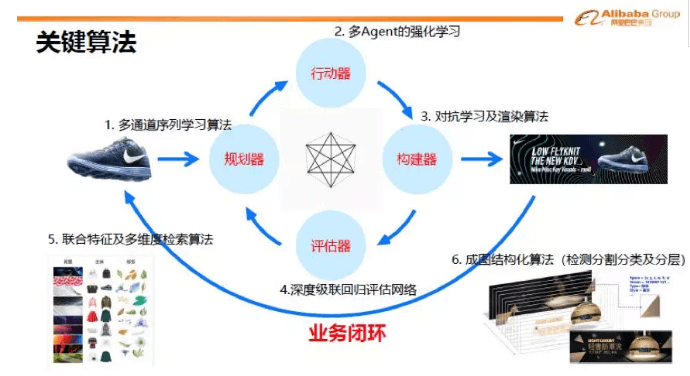 Alibaba Group
阿里巴巴集团
关键算法
2. 多Agent的强化学习
行动器
1. 多通道序列学习算法
3. 对抗学习及渲染算法
规划器
构建器
LOW FLYKNIT
THE NEW KDV
评估器
5. 联合特征及多维度检索算法
6. 成图结构化算法（检测分割分类及分层）
4.深度级联回归评估网络
业务闭环